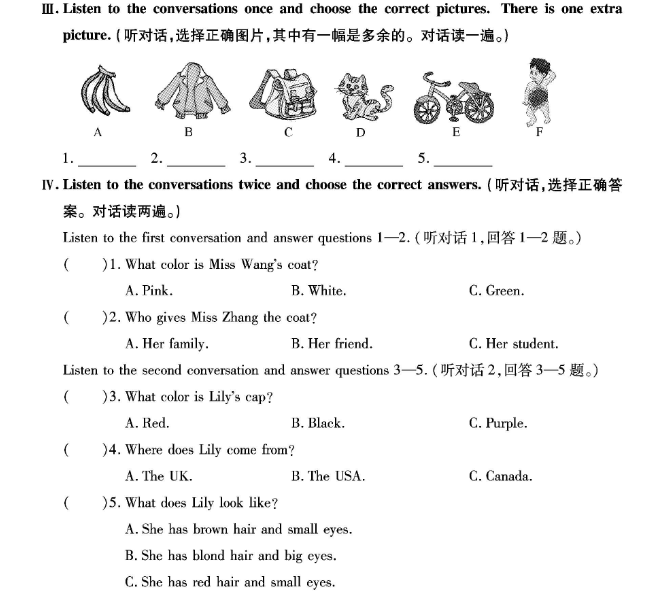 Ⅲ. Listen to the conversations once and choose the correct pictures. There is one extra
picture. (听对话,选择正确图片,其中有一幅是多余的。对话读一遍。)
A B C D E F
1. ________ 2. ________ 3. ________ 4. ________ 5. ________
Ⅳ. Listen to the conversations twice and choose the correct answers. (听对话,选择正确答
案。对话读两遍。)
Listen to the first conversation and answer questions 1—2. (听对话 1,回答 1—2 题。)
( )1. What color is Miss Wang's coat?
A. Pink. B. White. C. Green.
( )2. Who gives Miss Zhang the coat?
A. Her family. B. Her friend. C. Her student.
Listen to the second conversation and answer questions 3—5. (听对话 2,回答 3—5 题。)
( )3. What color is Lily's cap?
A. Red. B. Black. C. Purple.
( )4. Where does Lily come from?
A. The UK. B. The USA. C. Canada.
( )5. What does Lily look like?
A. She has brown hair and small eyes.
B. She has blond hair and big eyes.
C. She has red hair and small eyes.